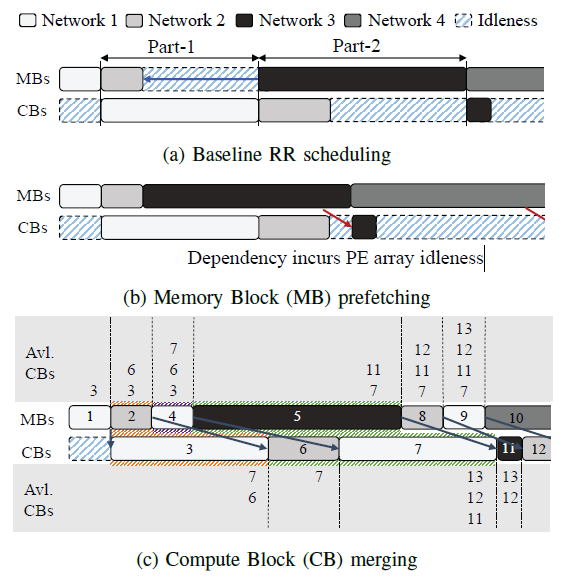 Network 1 Network 2 Network 3 Network 4 Idleness
Part-1 Part-2
MBs
CBs
(a) Baseline RR scheduling
MBs
CBs
Dependency incurs PE array idleness
(b) Memory Block (MB) prefetching
13
7 12 12
Avl. 6 6 11 11 11
CBs 3 3 3 7 7 7
MBs 1 2 4 5 8 9 10
CBs 3 6 7 11 12
Avl. 7 7 13 13
CBs 6 12 12
11
(c) Compute Block (CB) merging